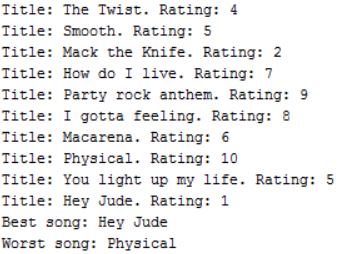 Title: The Twist. Rating: 4
Title: Smooth. Rating: 5
Title: Mack the Knife. Rating: 2
Title: How do I live. Rating: 7
Title: Party rock anthem. Rating: 9
Title: I gotta feeling. Rating: 8
Title: Macarena. Rating: 6
Title: Physical. Rating: 10
Title: You light up my life. Rating: 5
Title: Hey Jude. Rating: 1
Best song: Hey Jude
Worst song: Physical